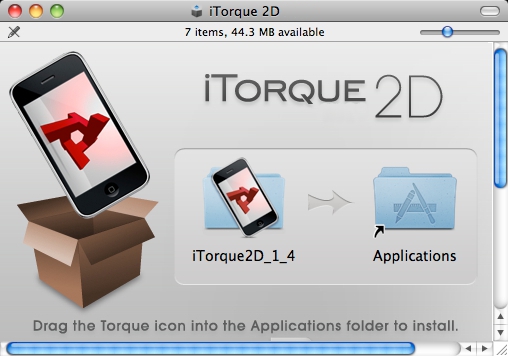 iTorque 2D
7 items, 44.3 MB available
iTORQUE 2D
iTorque2D_1_4
Applications
Drag the Torque icon into the Applications folder to install.